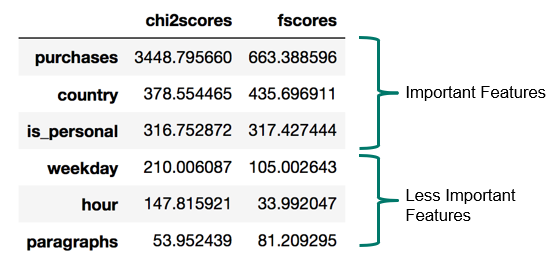 chi2scores fscores
purchases 3448.795660 663.388596
country 378.554465 435.696911
is_personal 316.752872 317.427444
weekday 210.006087 105.002643
hour 147.815921 33.992047
paragraphs 53.952439 81.209295
Important Features
Less Important
Features